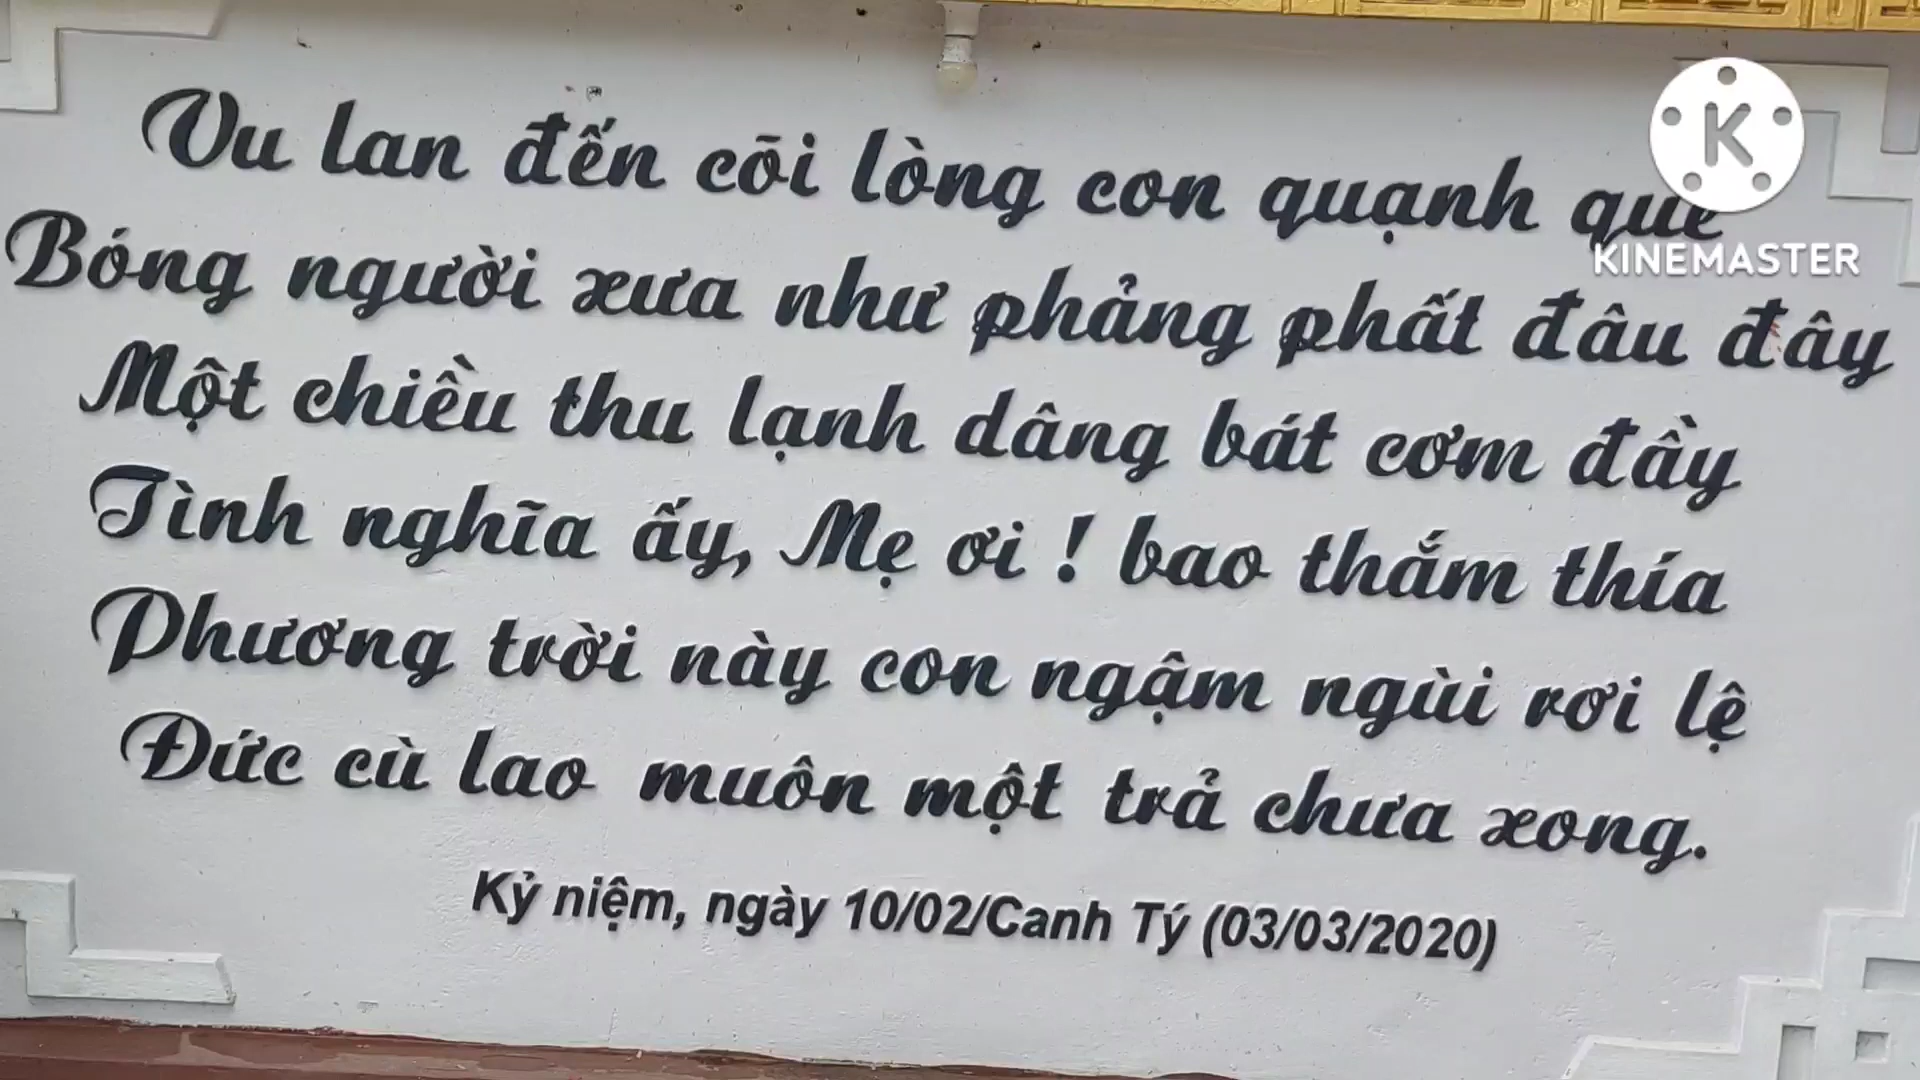 Vu lan đến cõi lòng con quạnh quẽ
Bóng người xưa như phảng phất đâu đây
Một chiều thu lạnh dâng bát cơm đầy
Tình nghĩa ấy, Mẹ ơi ! bao thắm thía
Phương trời này con ngậm ngùi rơi lệ
Đức cù lao muôn một trả chưa xong.
Kỷ niệm, ngày 10/02/Canh Tý (03/03/2020)
K
KINEMASTER